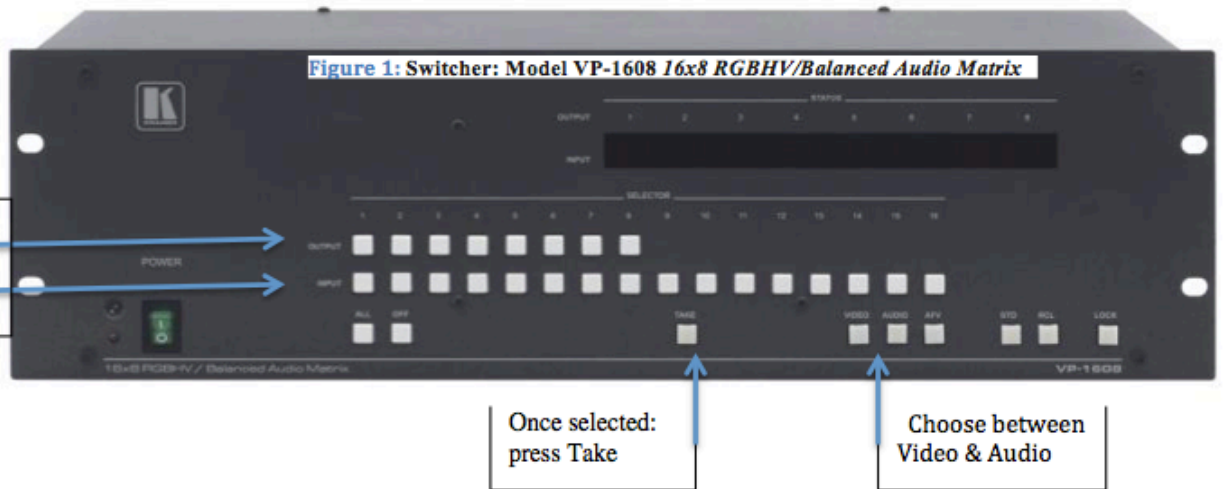 Figure 1: Switcher: Model VP-1608 16x8 RGBHV/Balanced Audio Matrix
K
KRAMER
STATUS
OUTPUT 1 2 3 4 5 6 7 8
INPUT
SELECTOR
1 2 3 4 5 6 7 8 9 10 11 12 13 14 15 16
OUTPUT
INPUT
POWER
I
O
ALL OFF TAKE VIDEO AUDIO AFV STO RCL LOCK
16x8 RGBHV / Balanced Audio Matrix VP-1608
Once selected:
press Take
Choose between
Video & Audio